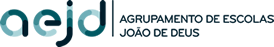 aejd
AGRUPAMENTO DE ESCOLAS
JOÃO DE DEUS